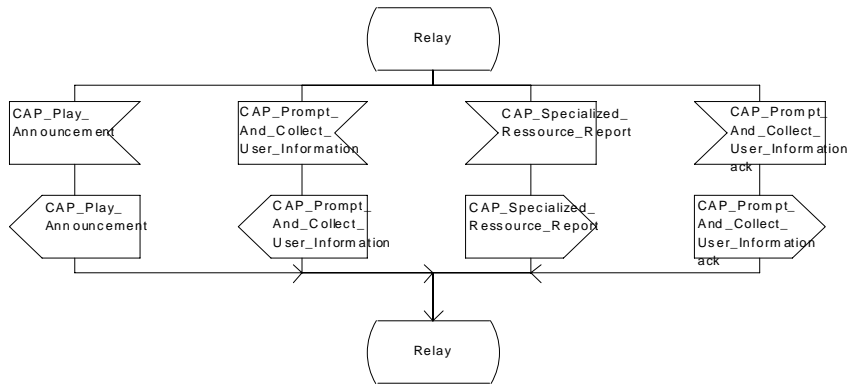 Relay
CAP_Play_
Announcement
CAP_Prompt_
And_Collect_
User_Information
CAP_Specialized_
Ressource_Report
CAP_Prompt_
And_Collect_
User_Information
ack
CAP_Play_
Announcement
CAP_Prompt_
And_Collect_
User_Information
CAP_Specialized_
Ressource_Report
CAP_Prompt_
And_Collect_
User_Information
ack
Relay